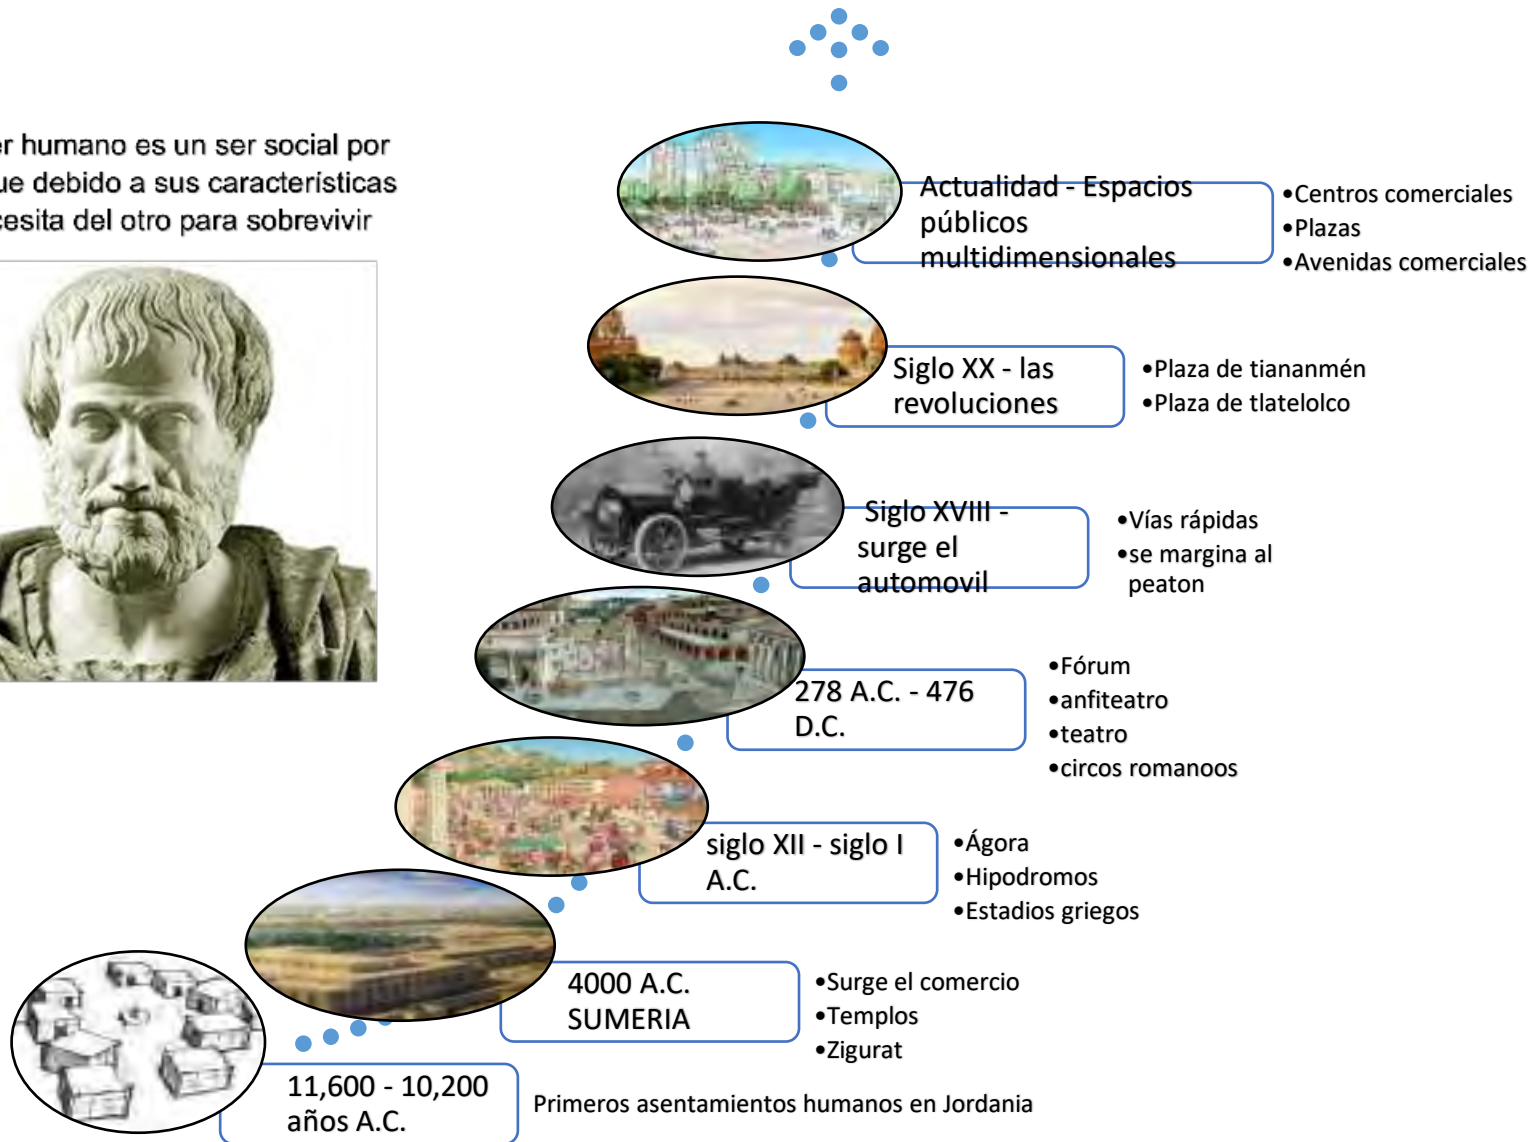 er humano es un ser social por
ue debido a sus características
cesita del otro para sobrevivir
Actualidad - Espacios
públicos
multidimensionales
•Centros comerciales
•Plazas
•Avenidas comerciales
Siglo XX - las
revoluciones
•Plaza de tiananmén
•Plaza de tlatelolco
Siglo XVIII -
surge el
automovil
•Vías rápidas
•se margina al
peaton
278 A.C. - 476
D.C.
•Fórum
•anfiteatro
•teatro
•circos romanoos
siglo XII - siglo I
A.C.
•Ágora
•Hipodromos
•Estadios griegos
4000 A.C.
SUMERIA
•Surge el comercio
•Templos
•Zigurat
11,600 - 10,200
años A.C.
Primeros asentamientos humanos en Jordania